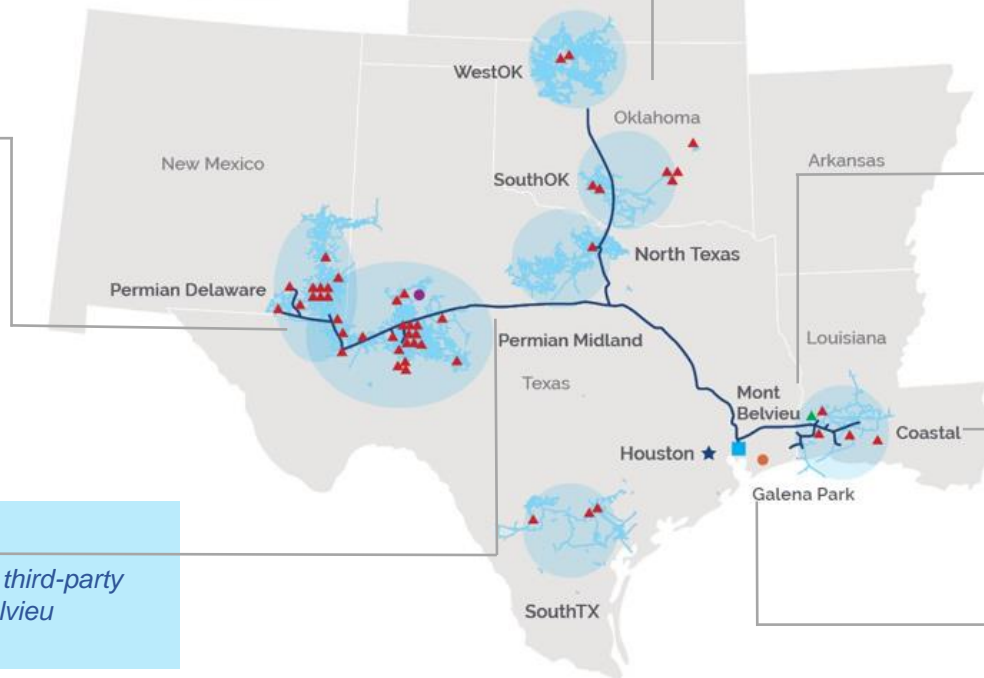 WestOK
Oklahoma
New Mexico
Arkansas
SouthOK
North Texas
Permian Delaware
Permian Midland
Louisiana
Texas
Mont
Belvieu
Coastal
Houston
Galena Park
third-party
lvieu
SouthTX